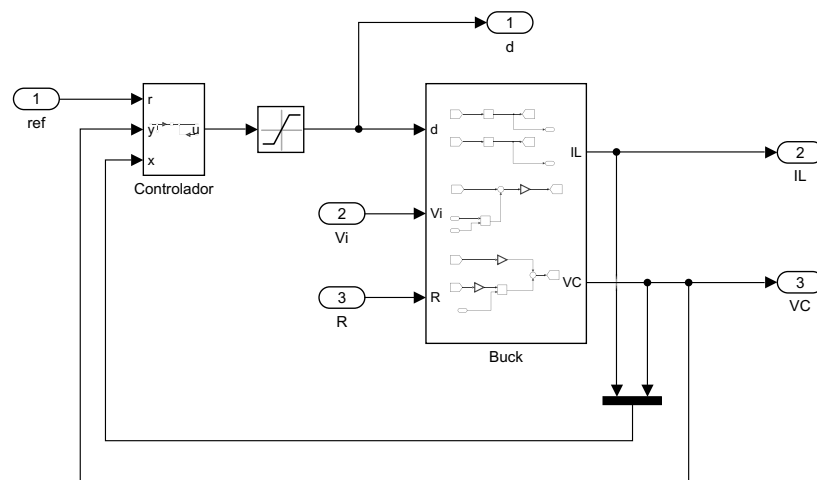 1
d
1
ref
r
y
x
u
Controlador
d
Vi
R
IL
VC
Buck
2
Vi
3
R
2
IL
3
VC